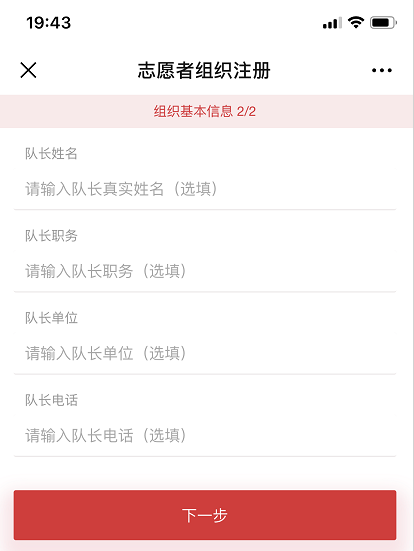 19:43
志愿者组织注册
组织基本信息 2/2
队长姓名
请输入队长真实姓名（选填）
队长职务
请输入队长职务（选填）
队长单位
请输入队长单位（选填）
队长电话
请输入队长电话（选填）
下一步